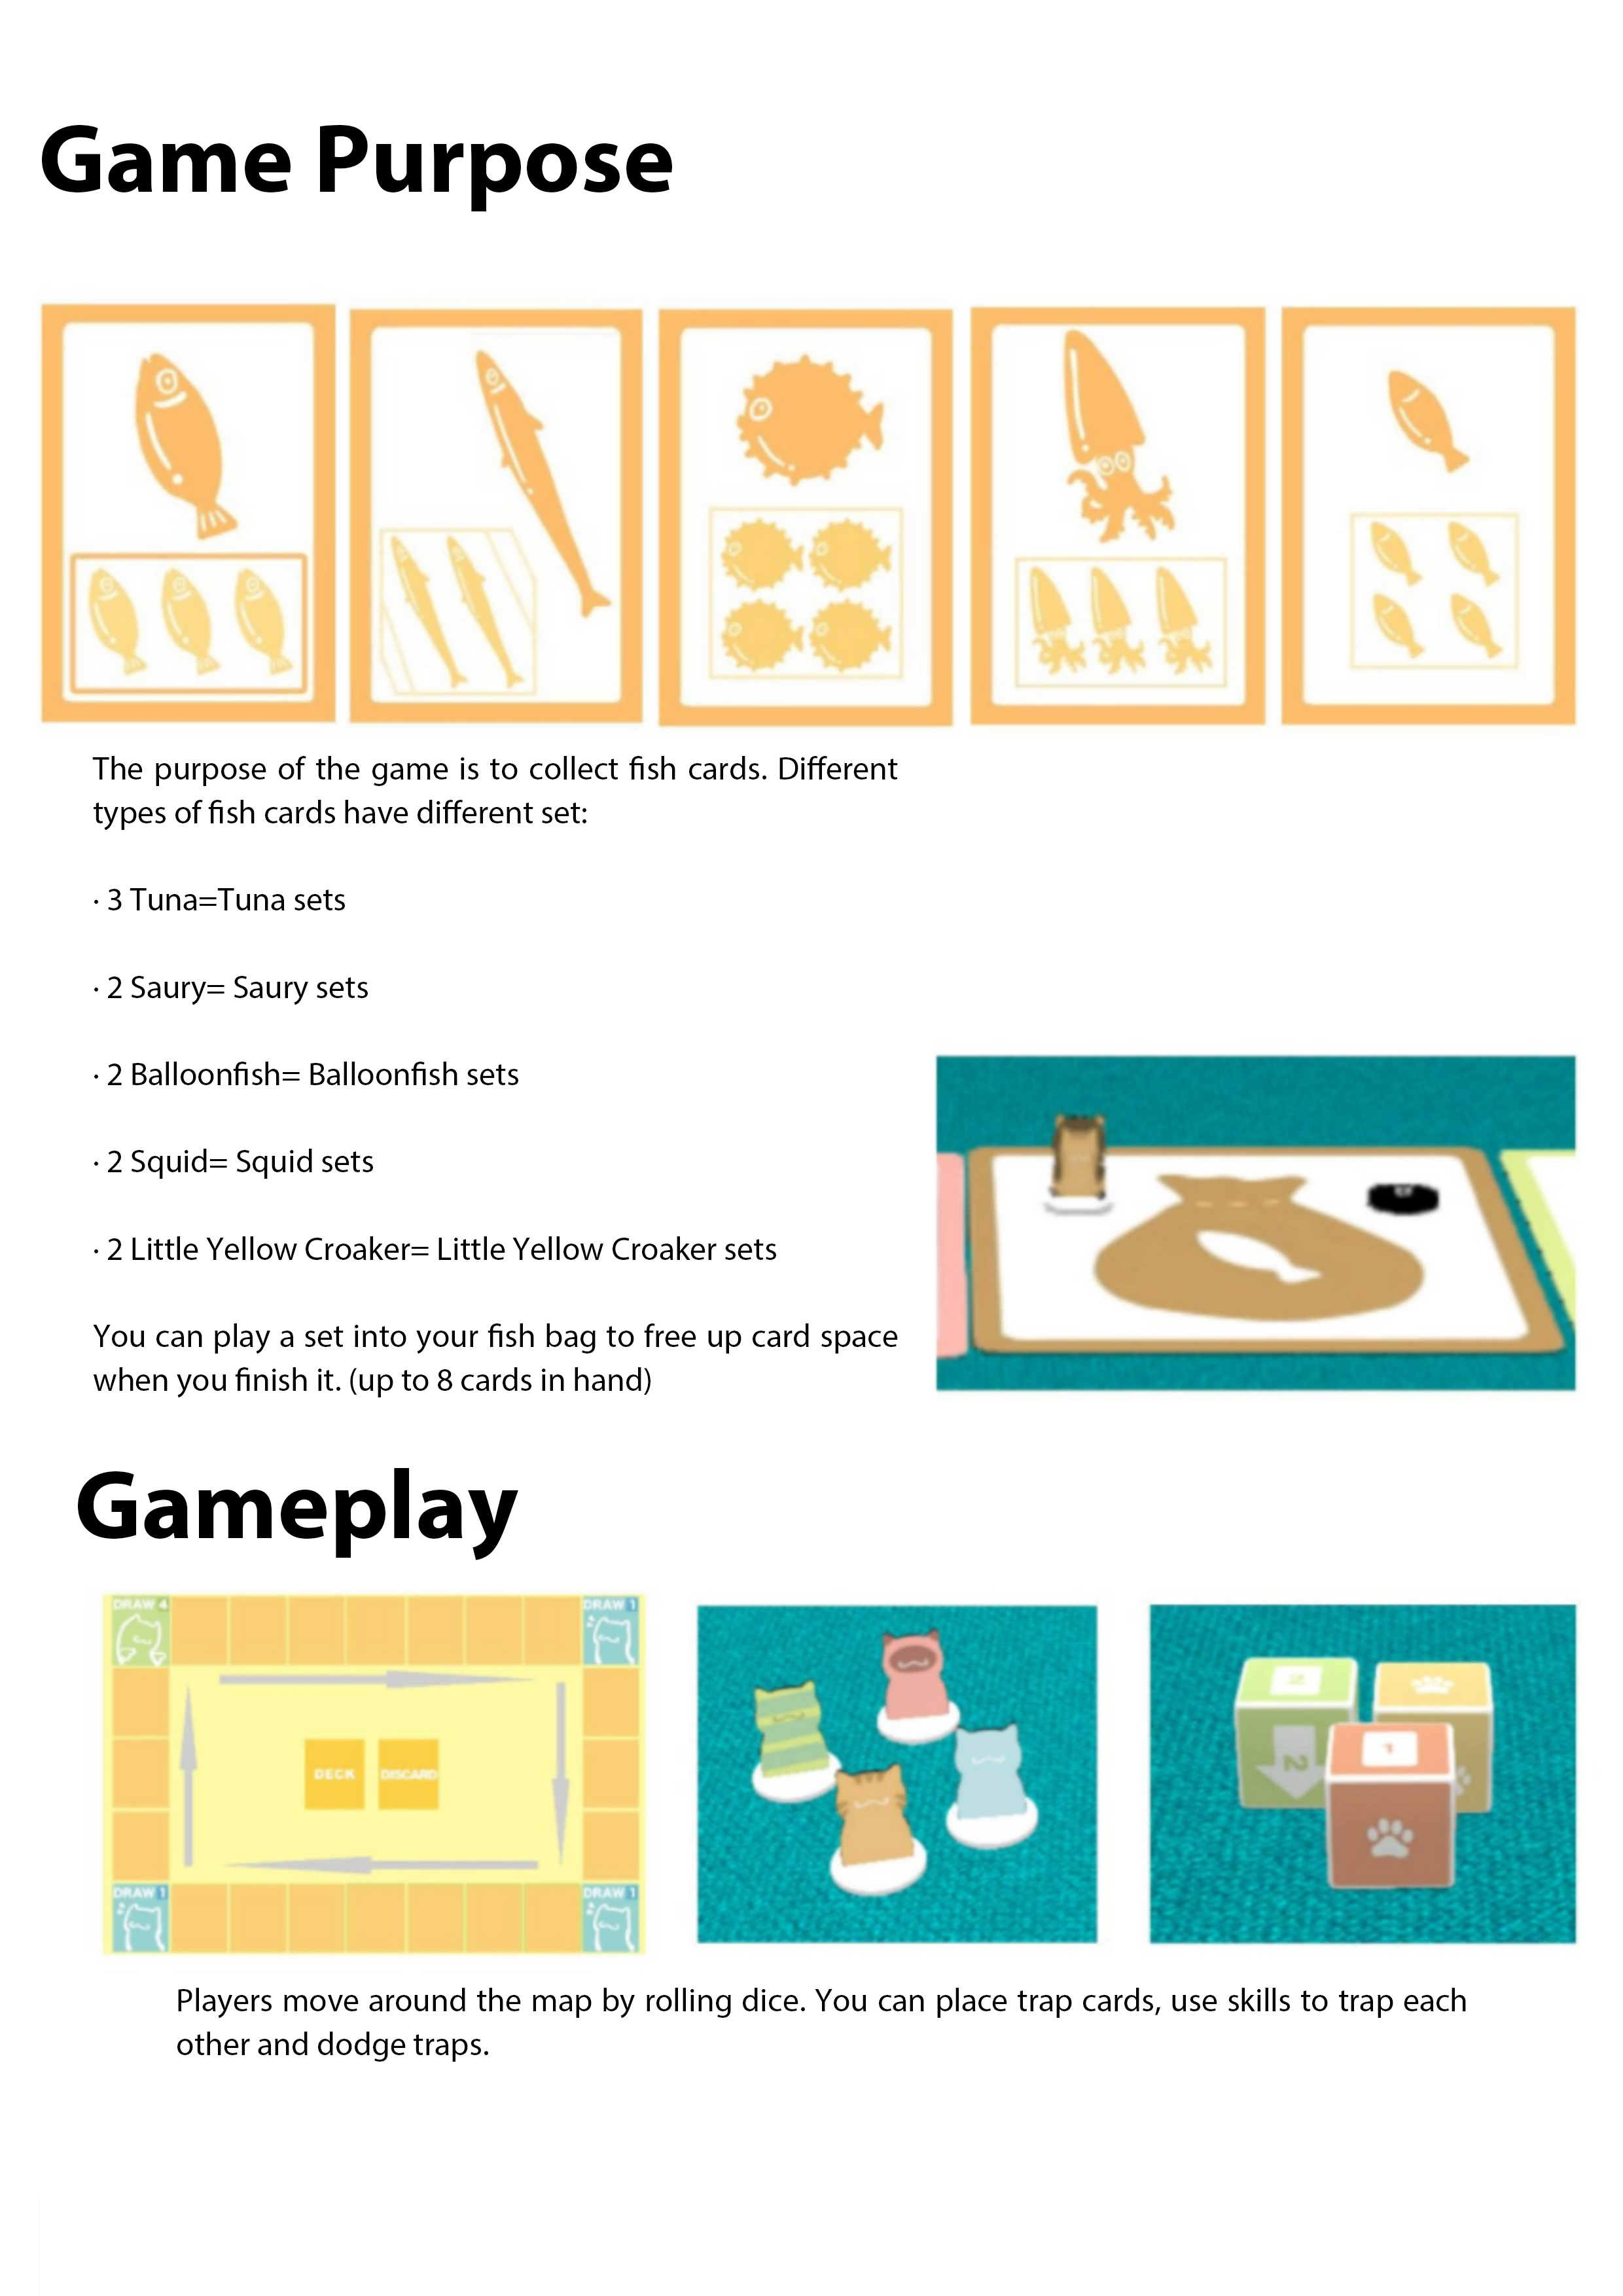 Game Purpose
The purpose of the game is to collect fish cards. Different
types of fish cards have different set:
· 3 Tuna=Tuna sets
· 2 Saury= Saury sets
· 2 Balloonfish= Balloonfish sets
· 2 Squid= Squid sets
· 2 Little Yellow Croaker= Little Yellow Croaker sets
You can play a set into your fish bag to free up card space
when you finish it. (up to 8 cards in hand)
Gameplay
DRAW 4
DRAW 1
DECK
DISCARD
DRAW 1
DRAW 1
2
2
1
Players move around the map by rolling dice. You can place trap cards, use skills to trap each
other and dodge traps.